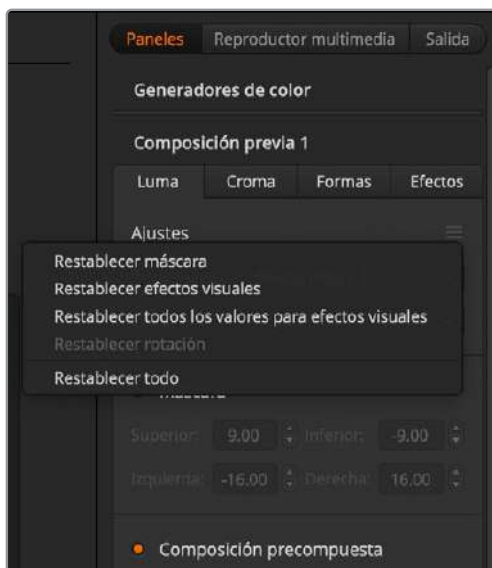 Paneles Reproductor multimedia Salida
Generadores de color
Composición previa 1
Luma Croma Formas Efectos
Ajustes
Restablecer máscara
Restablecer efectos visuales
Restablecer todos los valores para efectos visuales
Restablecer rotación
Restablecer todo
Superior: 9.00 Inferior: -9.00
Izquierda: -16.00 Derecha: 16.00
Composición precompuesta